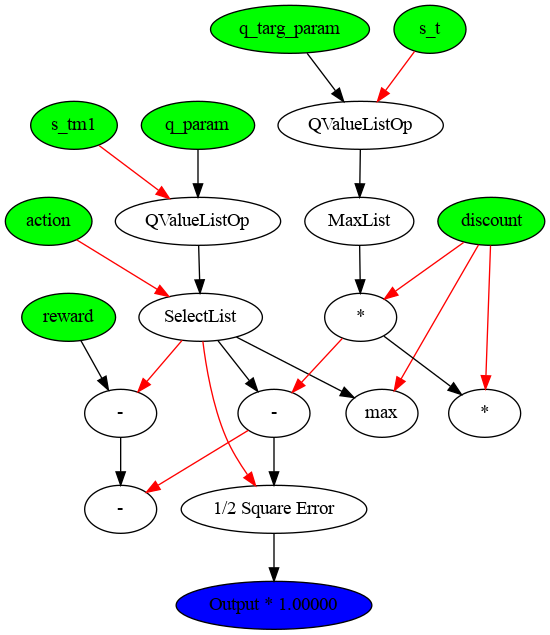 q_targ_param
s_t
s_tm1
q_param
QValueListOp
action
QValueListOp
MaxList
discount
reward
SelectList
*
-
-
max
*
-
1/2 Square Error
Output * 1.00000